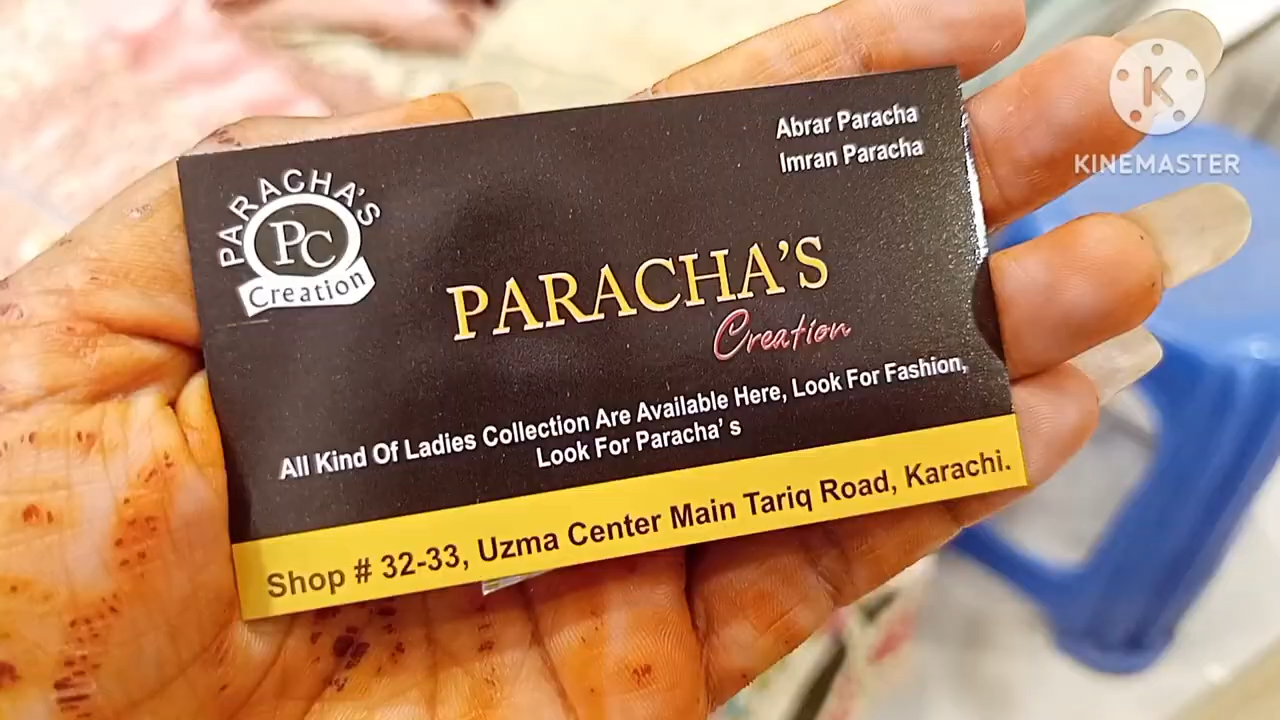 KINEMASTER
Abrar Paracha
Imran Paracha
PARACHA'S
PC
Creation
PARACHA'S
Creation
All Kind Of Ladies Collection Are Available Here, Look For Fashion,
Look For Paracha's
Shop # 32-33, Uzma Center Main Tariq Road, Karachi.